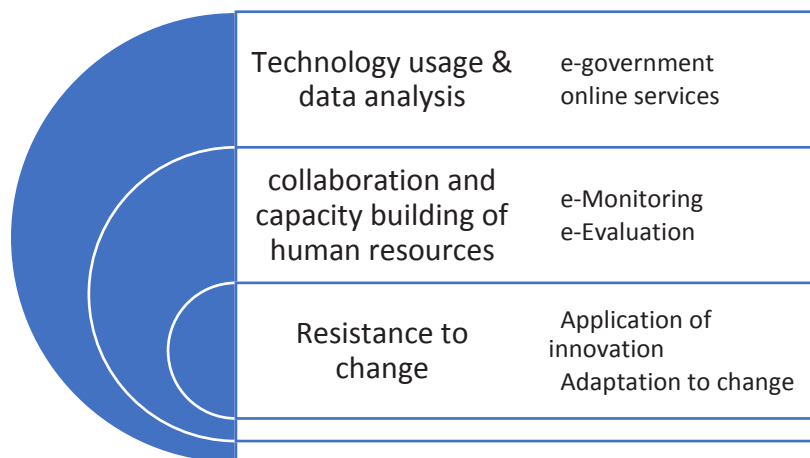 Technology usage &
data analysis
e-government
online services
collaboration and
capacity building of
human resources
e-Monitoring
e-Evaluation
Resistance to
change
Application of
innovation
Adaptation to change